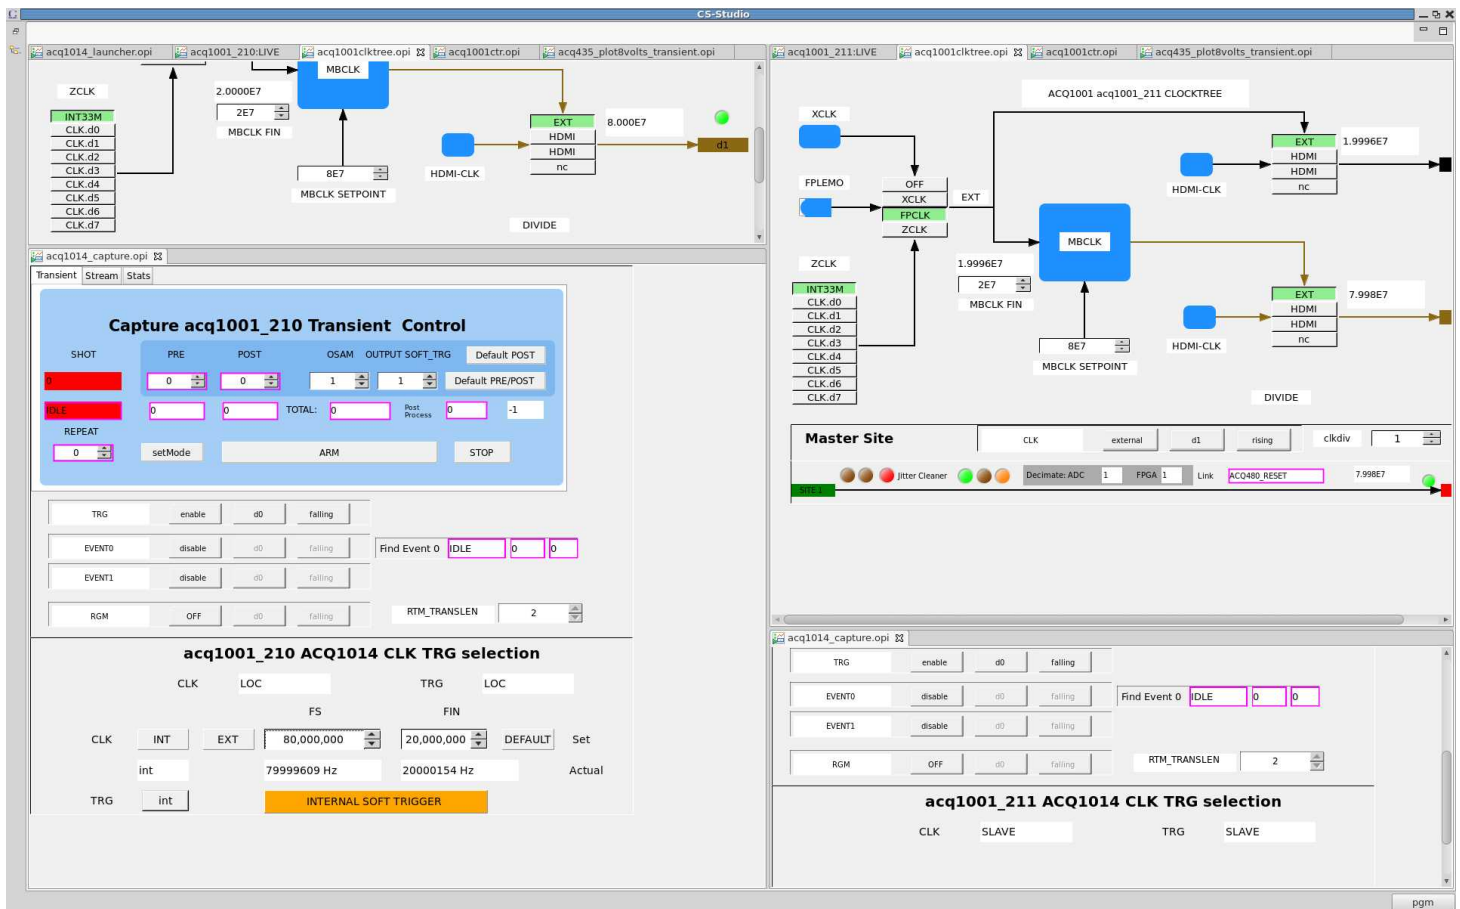 CS-Studio
acq1014_launcher.opi acq1001_210:LIVE acq1001clktree.opi acq1001ctr.opi acq435_plot8volts_transient.opi
ZCLK
INT33M
CLK.d0
CLK.d1
CLK.d2
CLK.d3
CLK.d4
CLK.d5
CLK.d6
CLK.d7
2.0000E7
2E7
MBCLK FIN
MBCLK
8E7
MBCLK SETPOINT
HDMI-CLK
EXT
HDMI
HDMI
nc
8.000E7
d1
DIVIDE
acq1014_capture.opi
Transient Stream Stats
Capture acq1001_210 Transient Control
SHOT PRE POST OSAM OUTPUT SOFT_TRG Default POST
0 0 0 1 1 Default PRE/POST
IDLE 0 0 TOTAL: 0 Post Process 0 -1
REPEAT
0 setMode ARM STOP
TRG enable d0 falling
EVENT0 disable d0 falling Find Event 0 IDLE 0 0
EVENT1 disable d0 falling
RGM OFF d0 falling RTM_TRANSLEN 2
acq1001_210 ACQ1014 CLK TRG selection
CLK LOC TRG LOC
FS FIN
CLK INT EXT 80,000,000 20,000,000 DEFAULT Set
int 79999609 Hz 20000154 Hz Actual
TRG int INTERNAL SOFT TRIGGER
acq1001_211:LIVE acq1001clktree.opi acq1001ctr.opi acq435_plot8volts_transient.opi
ACQ1001 acq1001_211 CLOCKTREE
XCLK
FPLEMO
OFF
XCLK
FPCLK
ZCLK
EXT
ZCLK
INT33M
CLK.d0
CLK.d1
CLK.d2
CLK.d3
CLK.d4
CLK.d5
CLK.d6
CLK.d7
1.9996E7
2E7
MBCLK FIN
MBCLK
8E7
MBCLK SETPOINT
HDMI-CLK
EXT
HDMI
HDMI
nc
1.9996E7
HDMI-CLK
EXT
HDMI
HDMI
nc
7.998E7
DIVIDE
Master Site CLK external d1 rising clkdiv 1
SITE 1 Jitter Cleaner Decimate: ADC 1 FPGA 1 Link ACQ480_RESET 7.998E7
acq1014_capture.opi
TRG enable d0 falling
EVENT0 disable d0 falling Find Event 0 IDLE 0 0
EVENT1 disable d0 falling
RGM OFF d0 falling RTM_TRANSLEN 2
acq1001_211 ACQ1014 CLK TRG selection
CLK SLAVE TRG SLAVE
pgm